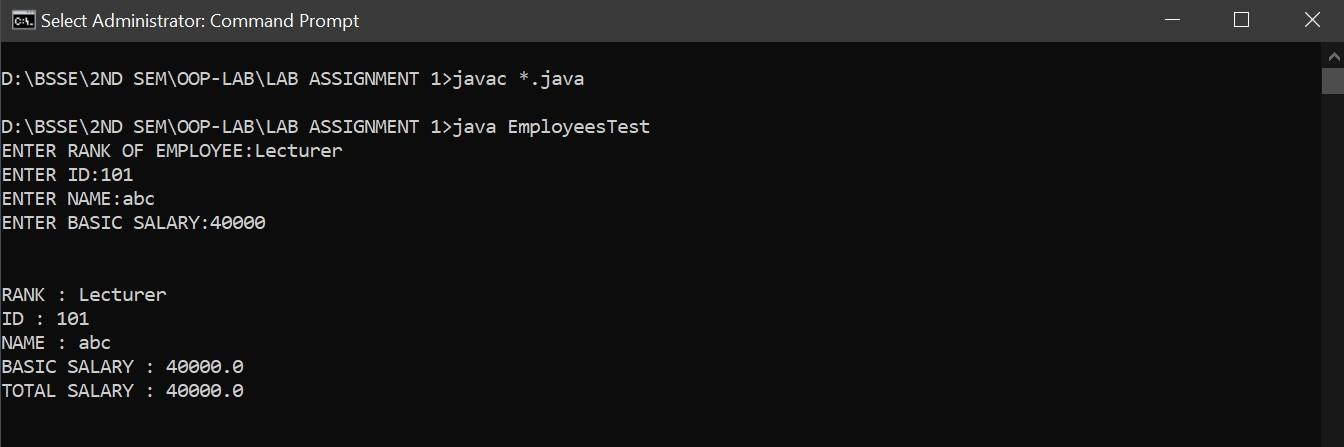 Select Administrator: Command Prompt
D:\BSSE\2ND SEM\OOP-LAB\LAB ASSIGNMENT 1>javac *.java
D:\BSSE\2ND SEM\OOP-LAB\LAB ASSIGNMENT 1>java EmployeesTest
ENTER RANK OF EMPLOYEE:Lecturer
ENTER ID:101
ENTER NAME:abc
ENTER BASIC SALARY:40000
RANK : Lecturer
ID : 101
NAME : abc
BASIC SALARY : 40000.0
TOTAL SALARY : 40000.0